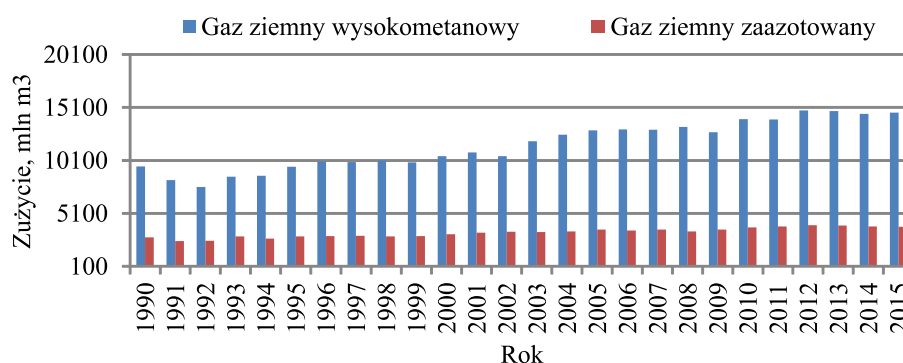 Gaz ziemny wysokometanowy Gaz ziemny zaazotowany
Zużycie, mln m3
20100
15100
10100
5100
100
1990 1991 1992 1993 1994 1995 1996 1997 1998 1999 2000 2001 2002 2003 2004 2005 2006 2007 2008 2009 2010 2011 2012 2013 2014 2015
Rok